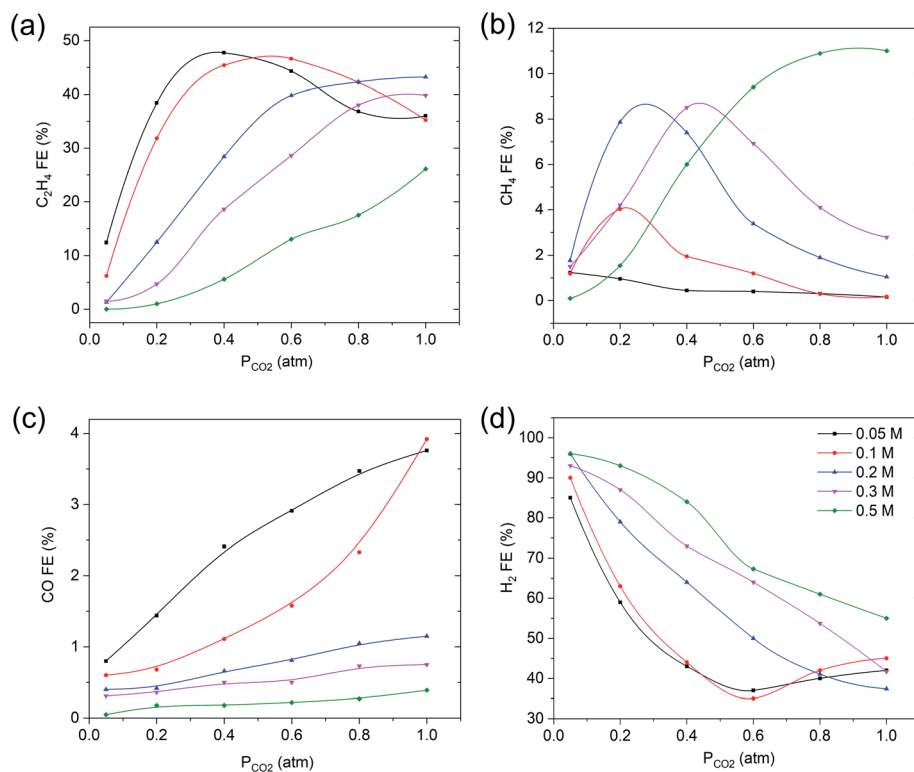 (a)
50
40
30
20
10
0
C2H4 FE (%)
0.0 0.2 0.4 0.6 0.8 1.0
PCO2 (atm)
(b)
12
10
8
6
4
2
0
CH4 FE (%)
0.0 0.2 0.4 0.6 0.8 1.0
PCO2 (atm)
(c)
4
3
2
1
0
CO FE (%)
0.0 0.2 0.4 0.6 0.8 1.0
PCO2 (atm)
(d)
100
90
80
70
60
50
40
30
H2 FE (%)
0.0 0.2 0.4 0.6 0.8 1.0
PCO2 (atm)
0.05 M
0.1 M
0.2 M
0.3 M
0.5 M